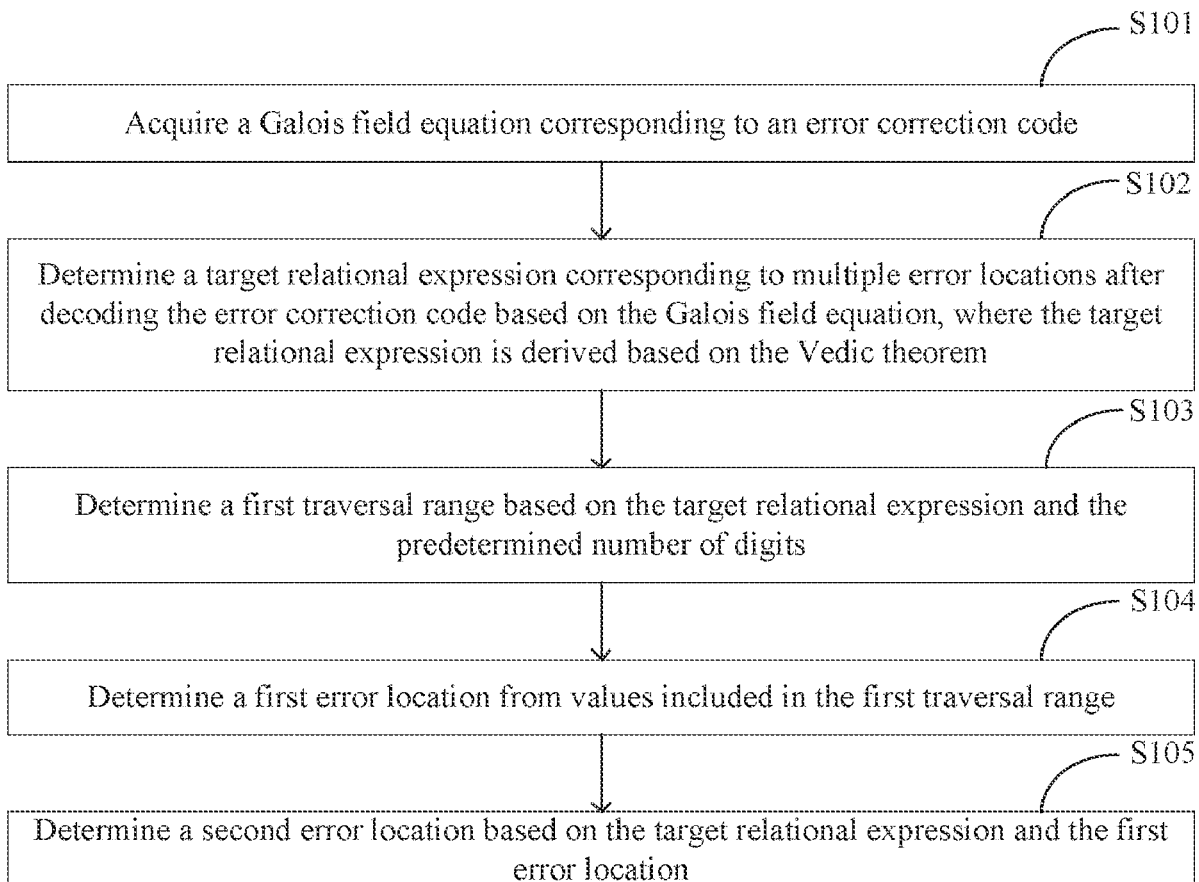 S101
Acquire a Galois field equation corresponding to an error correction code
S102
Determine a target relational expression corresponding to multiple error locations after
decoding the error correction code based on the Galois field equation, where the target
relational expression is derived based on the Vedic theorem
S103
Determine a first traversal range based on the target relational expression and the
predetermined number of digits
S104
Determine a first error location from values included in the first traversal range
S105
Determine a second error location based on the target relational expression and the first
error location